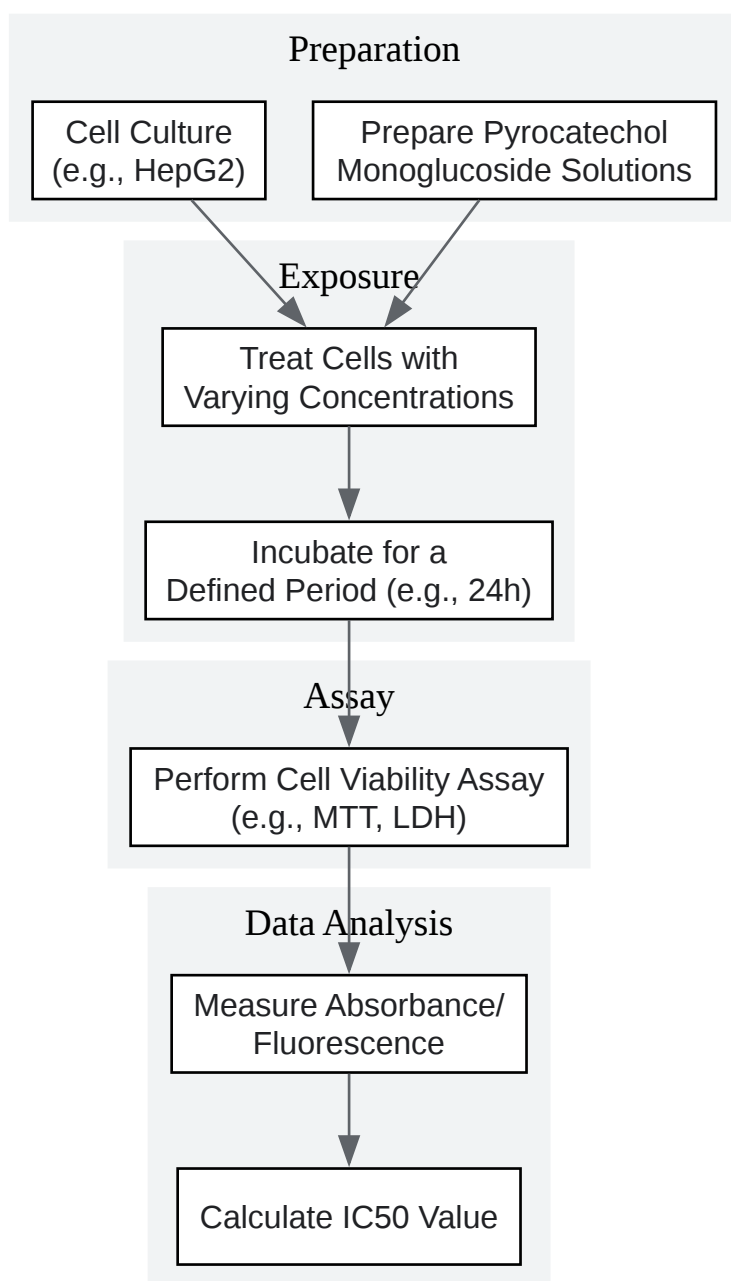 Preparation
Cell Culture
(e.g., HepG2)
Prepare Pyrocatechol
Monoglucoside Solutions
Exposure
Treat Cells with
Varying Concentrations
Incubate for a
Defined Period (e.g., 24h)
Assay
Perform Cell Viability Assay
(e.g., MTT, LDH)
Data Analysis
Measure Absorbance/
Fluorescence
Calculate IC50 Value